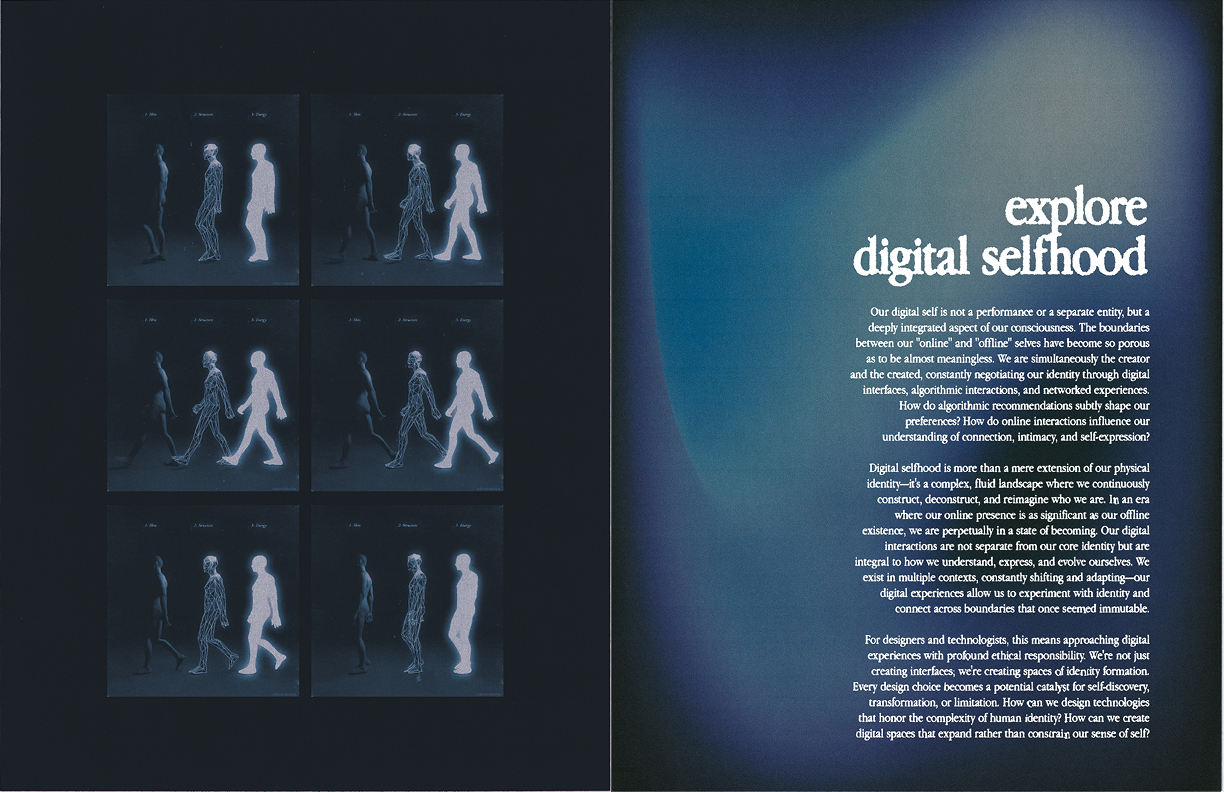 1- Skin
2- Structure
3- Energy
1- Skin
2- Structure
3- Energy
1- Skin
2- Structure
3- Energy
1- Skin
2- Structure
3- Energy
1- Skin
2- Structure
3- Energy
1- Skin
2- Structure
3- Energy
explore
digital selfhood
Our digital self is not a performance or a separate entity, but a
deeply integrated aspect of our consciousness. The boundaries
between our "online" and "offline" selves have become so porous
as to be almost meaningless. We are simultaneously the creator
and the created, constantly negotiating our identity through digital
interfaces, algorithmic interactions, and networked experiences.
How do algorithmic recommendations subtly shape our
preferences? How do online interactions influence our
understanding of connection, intimacy, and self-expression?
Digital selfhood is more than a mere extension of our physical
identity—it's a complex, fluid landscape where we continuously
construct, deconstruct, and reimagine who we are. In an era
where our online presence is as significant as our offline
existence, we are perpetually in a state of becoming. Our digital
interactions are not separate from our core identity but are
integral to how we understand, express, and evolve ourselves. We
exist in multiple contexts, constantly shifting and adapting—our
digital experiences allow us to experiment with identity and
connect across boundaries that once seemed immutable.
For designers and technologists, this means approaching digital
experiences with profound ethical responsibility. We're not just
creating interfaces; we're creating spaces of identity formation.
Every design choice becomes a potential catalyst for self-discovery,
transformation, or limitation. How can we design technologies
that honor the complexity of human identity? How can we create
digital spaces that expand rather than constrain our sense of self?